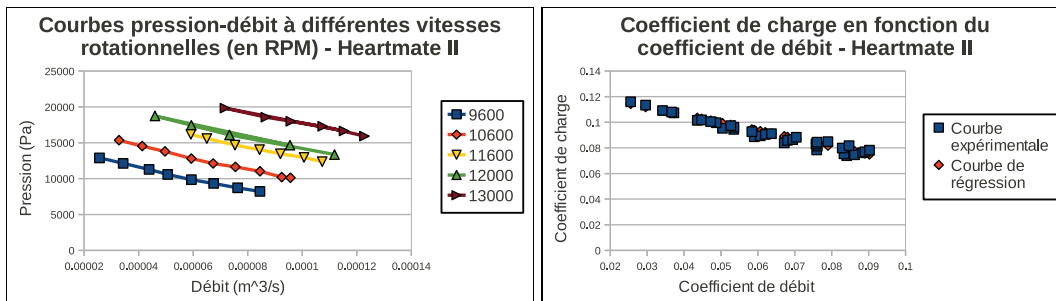 Courbes pression-débit à différentes vitesses
rotationnelles (en RPM) - Heartmate II
Pression (Pa)
25000
20000
15000
10000
5000
0
0.00002
0.00004
0.00006
0.00008
0.0001
0.00012
0.00014
Débit (m^3/s)
9600
10600
11600
12000
13000
Coefficient de charge en fonction du
coefficient de débit - Heartmate II
Coefficient de charge
0.14
0.12
0.1
0.08
0.06
0.04
0.02
0
0.02
0.03
0.04
0.05
0.06
0.07
0.08
0.09
0.1
Coefficient de débit
Courbe
expérimentale
Courbe de
régression